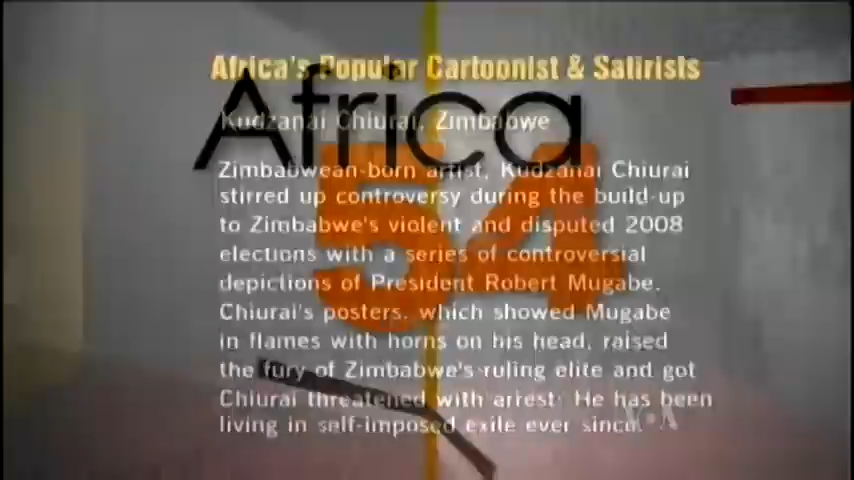 Africa's Popular Cartoonist & Satirists
Africa
54
Kudzanai Chiurai, Zimbabwe
Zimbabwean-born artist, Kudzanai Chiurai
stirred up controversy during the build-up
to Zimbabwe's violent and disputed 2008
elections with a series of controversial
depictions of President Robert Mugabe.
Chiurai's posters, which showed Mugabe
in flames with horns on his head, raised
the fury of Zimbabwe's ruling elite and got
Chiurai threatened with arrest. He has been
living in self-imposed exile ever since.
VOA